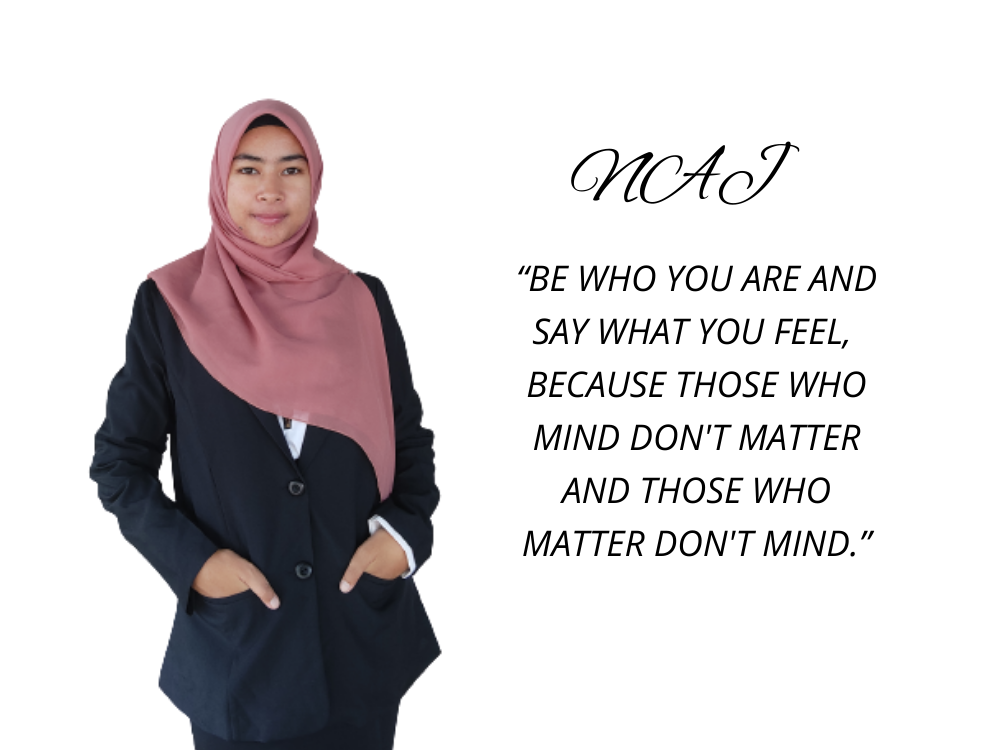 NAJ
“BE WHO YOU ARE AND
SAY WHAT YOU FEEL,
BECAUSE THOSE WHO
MIND DON'T MATTER
AND THOSE WHO
MATTER DON'T MIND.”